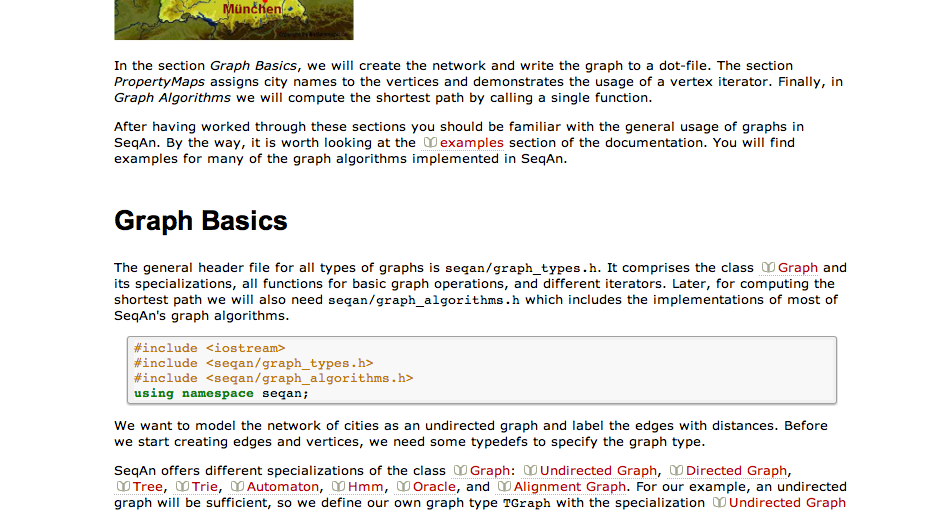 München
In the section Graph Basics, we will create the network and write the graph to a dot-file. The section
PropertyMaps assigns city names to the vertices and demonstrates the usage of a vertex iterator. Finally, in
Graph Algorithms we will compute the shortest path by calling a single function.
After having worked through these sections you should be familiar with the general usage of graphs in
SeqAn. By the way, it is worth looking at the examples section of the documentation. You will find
examples for many of the graph algorithms implemented in SeqAn.
Graph Basics
The general header file for all types of graphs is seqan/graph_types.h. It comprises the class Graph and
its specializations, all functions for basic graph operations, and different iterators. Later, for computing the
shortest path we will also need seqan/graph_algorithms.h which includes the implementations of most of
SeqAn's graph algorithms.
#include <iostream>
#include <seqan/graph_types.h>
#include <seqan/graph_algorithms.h>
using namespace seqan;
We want to model the network of cities as an undirected graph and label the edges with distances. Before
we start creating edges and vertices, we need some typedefs to specify the graph type.
SeqAn offers different specializations of the class Graph: Undirected Graph, Directed Graph,
Tree, Trie, Automaton, Hmm, Oracle, and Alignment Graph. For our example, an undirected
graph will be sufficient, so we define our own graph type TGraph with the specialization Undirected Graph